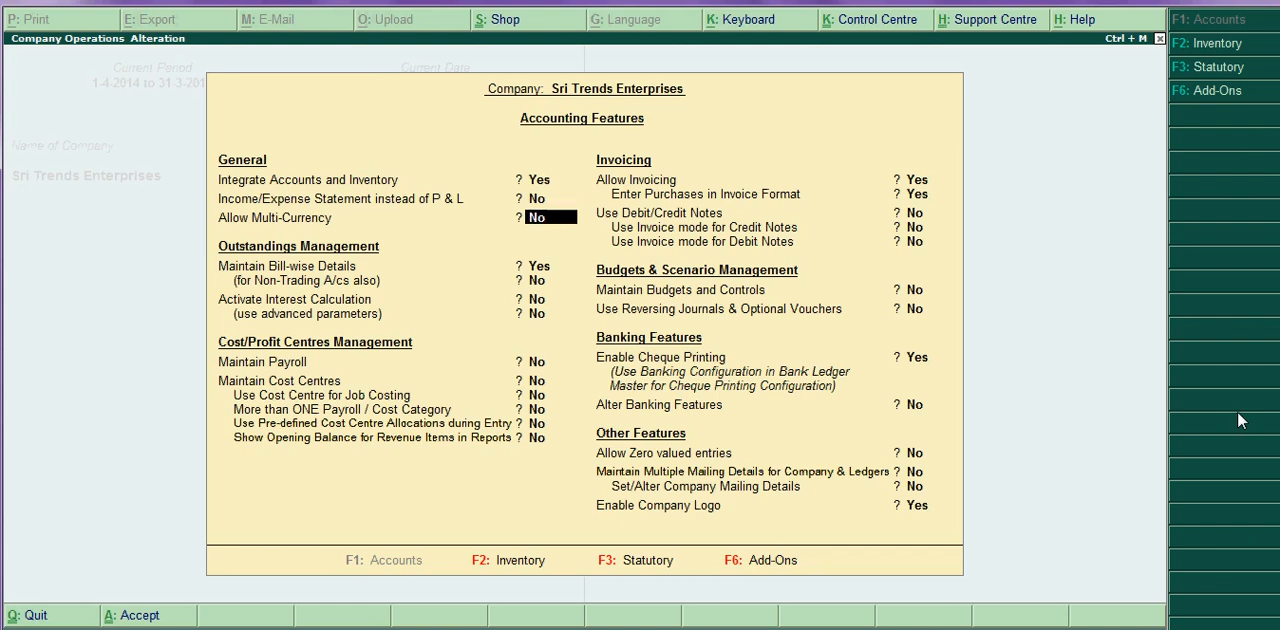 P: Print
E: Export
M: E-Mail
O: Upload
S: Shop
G: Language
K: Keyboard
K: Control Centre
H: Support Centre
H: Help
F1: Accounts
F2: Inventory
F3: Statutory
F6: Add-Ons
Company Operations Alteration
Ctrl + M
Current Period
Current Date
1-4-2014 to 31-3-201
Name of Company
Sri Trends Enterprises
Company: Sri Trends Enterprises
Accounting Features
General
Integrate Accounts and Inventory ? Yes
Income/Expense Statement instead of P & L ? No
Allow Multi-Currency ? No
Outstandings Management
Maintain Bill-wise Details ? Yes
(for Non-Trading A/cs also) ? No
Activate Interest Calculation ? No
(use advanced parameters) ? No
Cost/Profit Centres Management
Maintain Payroll ? No
Maintain Cost Centres ? No
Use Cost Centre for Job Costing ? No
More than ONE Payroll / Cost Category ? No
Use Pre-defined Cost Centre Allocations during Entry ? No
Show Opening Balance for Revenue Items in Reports ? No
Invoicing
Allow Invoicing ? Yes
Enter Purchases in Invoice Format ? Yes
Use Debit/Credit Notes ? No
Use Invoice mode for Credit Notes ? No
Use Invoice mode for Debit Notes ? No
Budgets & Scenario Management
Maintain Budgets and Controls ? No
Use Reversing Journals & Optional Vouchers ? No
Banking Features
Enable Cheque Printing ? Yes
(Use Banking Configuration in Bank Ledger
Master for Cheque Printing Configuration)
Alter Banking Features ? No
Other Features
Allow Zero valued entries ? No
Maintain Multiple Mailing Details for Company & Ledgers ? No
Set/Alter Company Mailing Details ? No
Enable Company Logo ? Yes
F1: Accounts
F2: Inventory
F3: Statutory
F6: Add-Ons
Q: Quit
A: Accept